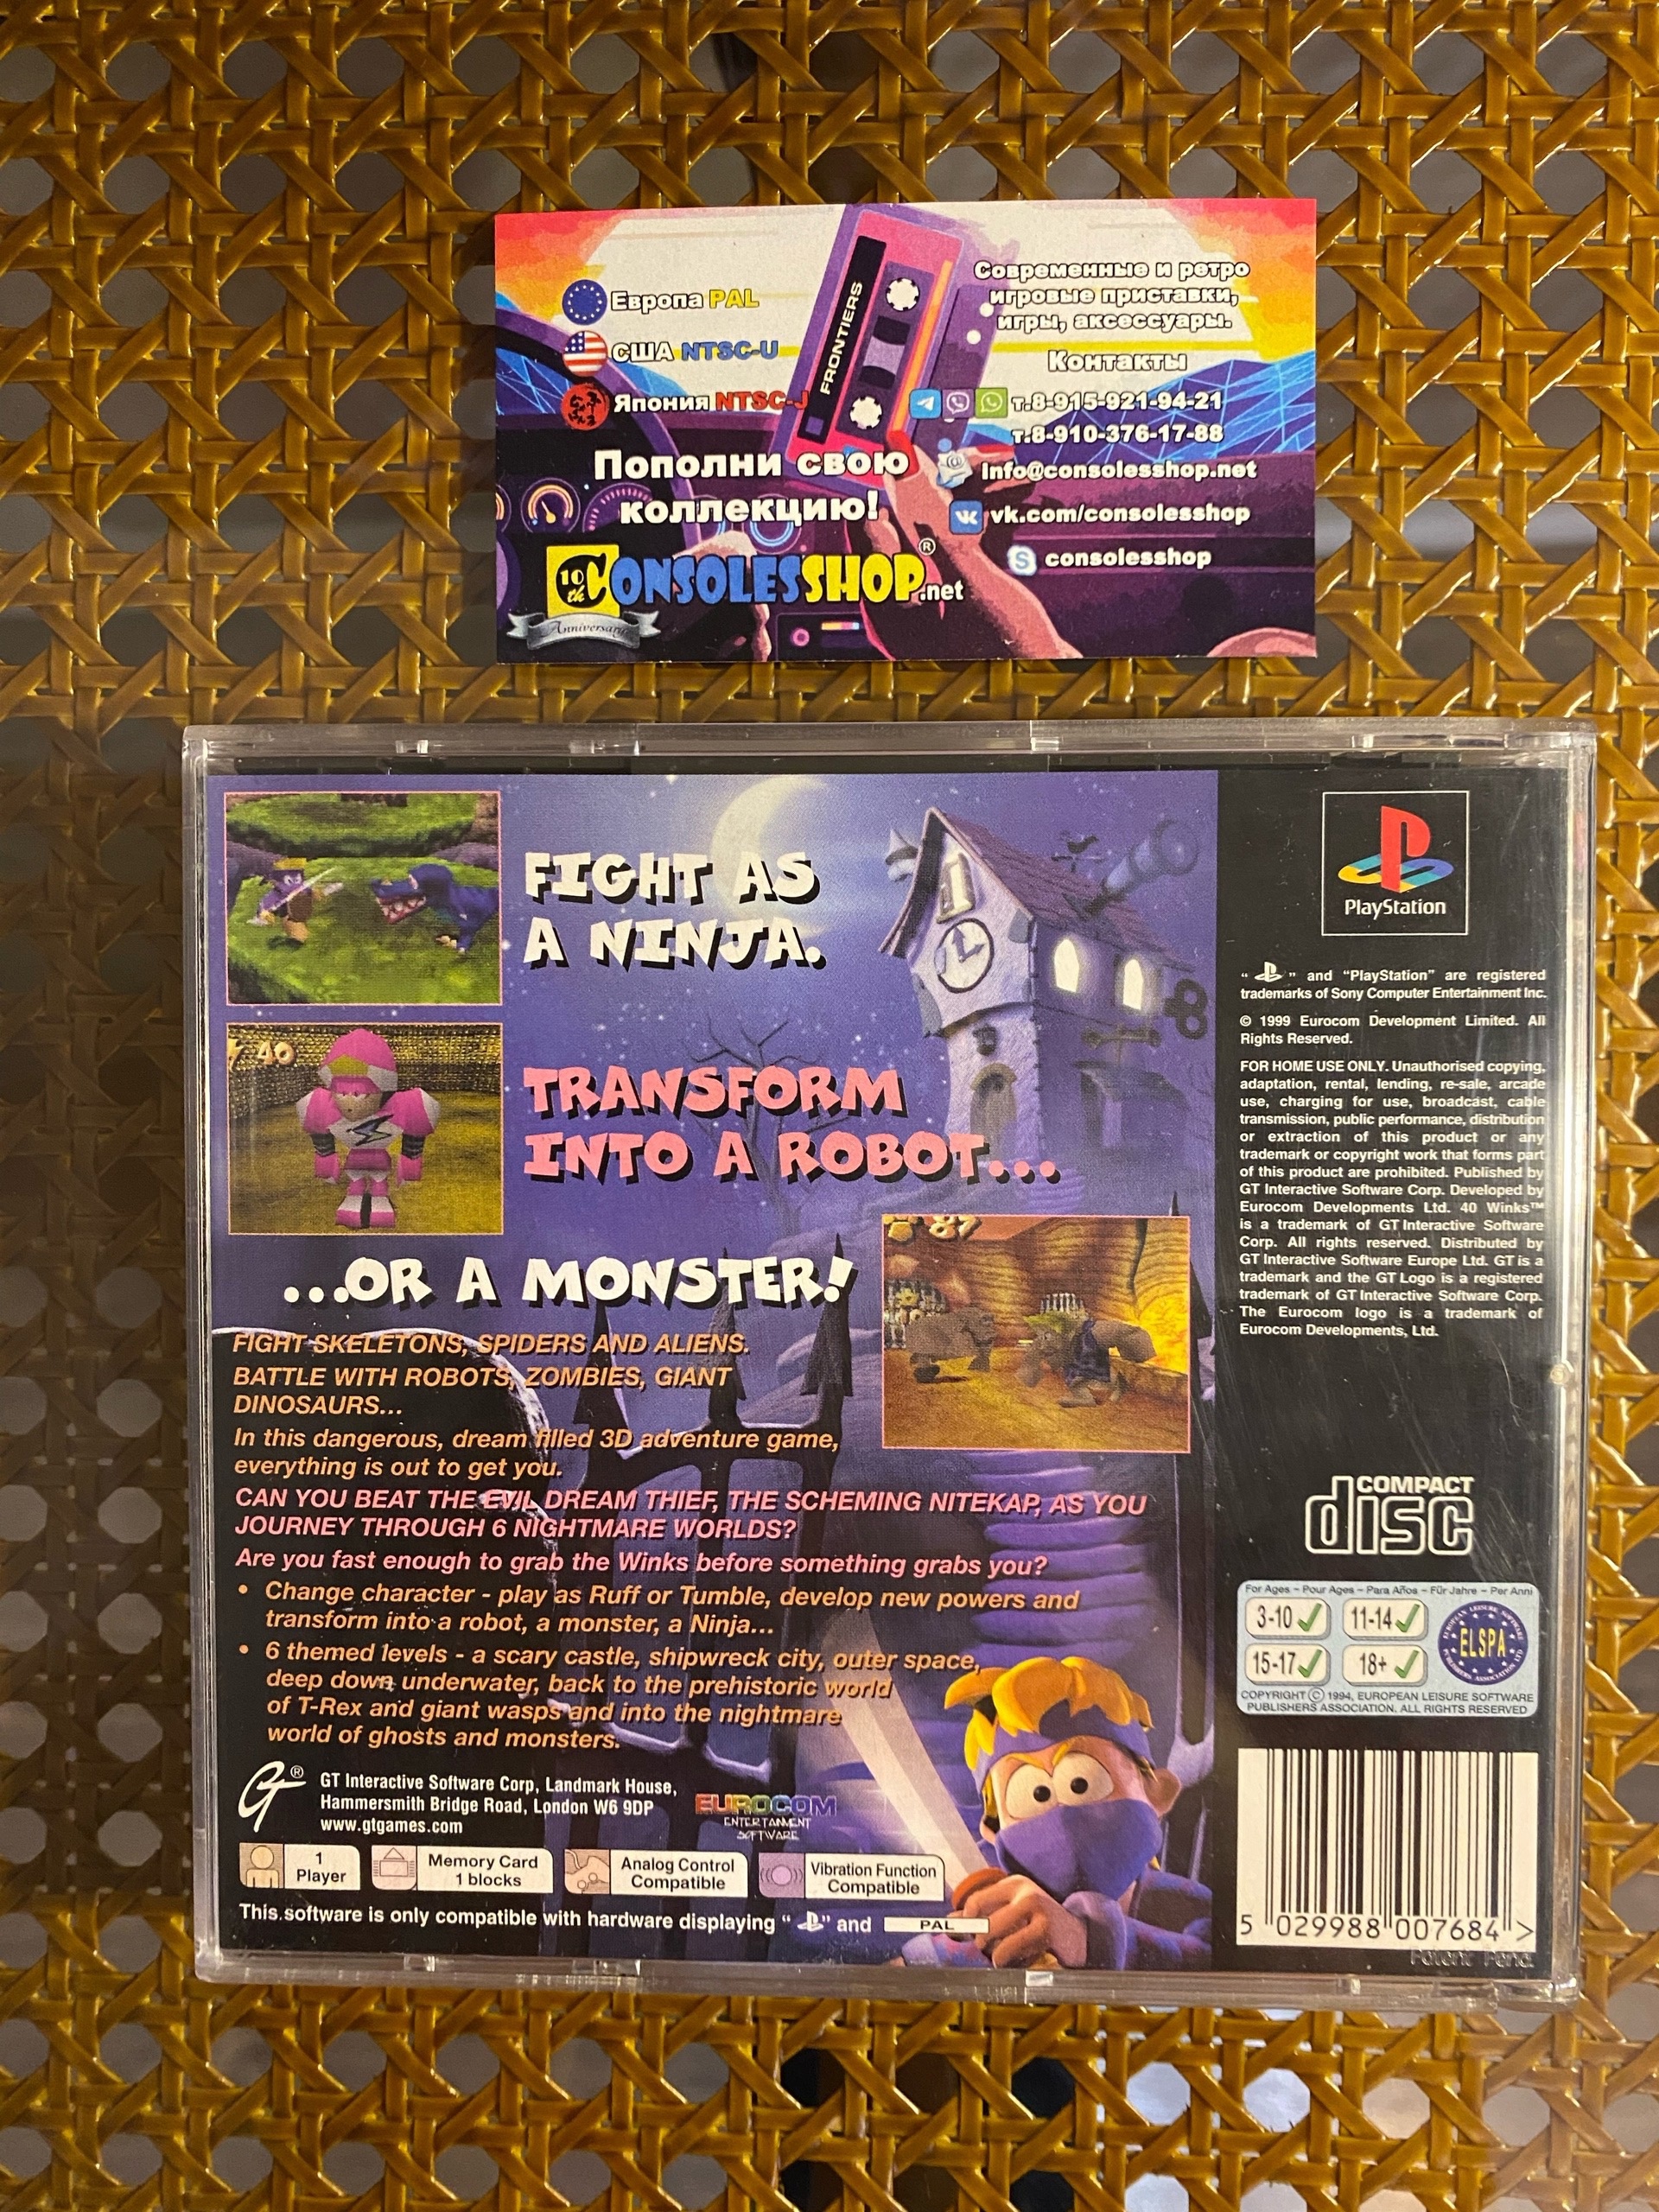 Европа PAL
США NTSC-U
Япония NTSC-J
Пополни свою
коллекцию!
10th
CONSOLESSHOP.net
®
Anniversary
FRONTIERS
Современные и ретро
игровые приставки,
игры, аксессуары.
Контакты
т.8-915-921-94-21
т.8-910-376-17-88
info@consolesshop.net
vk.com/consolesshop
consolesshop
FIGHT AS
A NINJA.
40
TRANSFORM
INTO A ROBOT...
...OR A MONSTER!
87
FIGHT SKELETONS, SPIDERS AND ALIENS.
BATTLE WITH ROBOTS, ZOMBIES, GIANT
DINOSAURS...
In this dangerous, dream filled 3D adventure game,
everything is out to get you.
CAN YOU BEAT THE EVIL DREAM THIEF, THE SCHEMING NITEKAP, AS YOU
JOURNEY THROUGH 6 NIGHTMARE WORLDS?
Are you fast enough to grab the Winks before something grabs you?
• Change character - play as Ruff or Tumble, develop new powers and
transform into a robot, a monster, a Ninja...
• 6 themed levels - a scary castle, shipwreck city, outer space,
deep down underwater, back to the prehistoric world
of T-Rex and giant wasps and into the nightmare
world of ghosts and monsters.
GT®
GT Interactive Software Corp, Landmark House,
Hammersmith Bridge Road, London W6 9DP
www.gtgames.com
EUROCOM
ENTERTAINMENT
SOFTWARE
1
Player
Memory Card
1 blocks
Analog Control
Compatible
Vibration Function
Compatible
This software is only compatible with hardware displaying " " and PAL
PlayStation
" " and "PlayStation" are registered
trademarks of Sony Computer Entertainment Inc.
© 1999 Eurocom Development Limited. All
Rights Reserved.
FOR HOME USE ONLY. Unauthorised copying,
adaptation, rental, lending, re-sale, arcade
use, charging for use, broadcast, cable
transmission, public performance, distribution
or extraction of this product or any
trademark or copyright work that forms part
of this product are prohibited. Published by
GT Interactive Software Corp. Developed by
Eurocom Developments Ltd. 40 Winks™
is a trademark of GT Interactive Software
Corp. All rights reserved. Distributed by
GT Interactive Software Europe Ltd. GT is a
trademark and the GT Logo is a registered
trademark of GT Interactive Software Corp.
The Eurocom logo is a trademark of
Eurocom Developments, Ltd.
COMPACT
disc
For Ages – Pour Ages – Para Años – Für Jahre – Per Anni
3-10 11-14
15-17 18+
ELSPA
COPYRIGHT © 1994, EUROPEAN LEISURE SOFTWARE
PUBLISHERS ASSOCIATION. ALL RIGHTS RESERVED
5 029988 007684 >
Patent Pend.